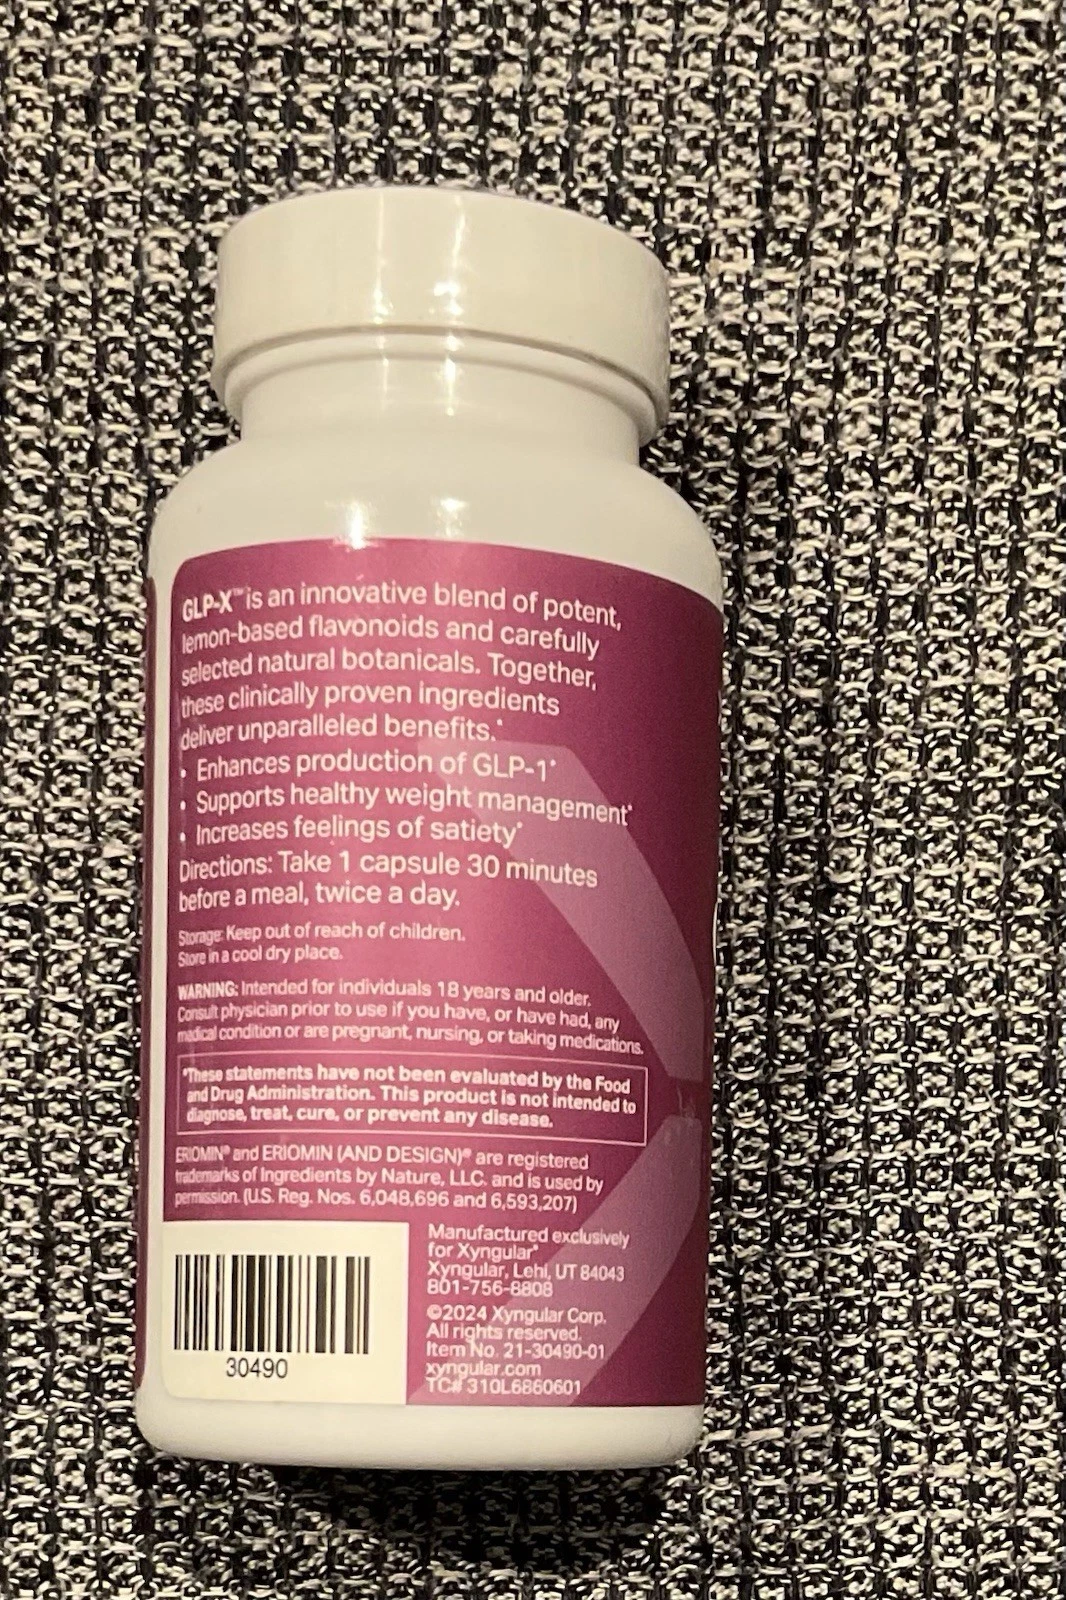 GLP-X™ is an innovative blend of potent,
lemon-based flavonoids and carefully
selected natural botanicals. Together,
these clinically proven ingredients
deliver unparalleled benefits.*
• Enhances production of GLP-1*
• Supports healthy weight management*
• Increases feelings of satiety*
Directions: Take 1 capsule 30 minutes
before a meal, twice a day.
Storage: Keep out of reach of children.
Store in a cool dry place.
WARNING: Intended for individuals 18 years and older.
Consult physician prior to use if you have, or have had, any
medical condition or are pregnant, nursing, or taking medications.
*These statements have not been evaluated by the Food
and Drug Administration. This product is not intended to
diagnose, treat, cure, or prevent any disease.
ERIOMIN® and ERIOMIN (AND DESIGN)® are registered
trademarks of Ingredients by Nature, LLC. and is used by
permission. (U.S. Reg. Nos. 6,048,696 and 6,593,207)
30490
Manufactured exclusively
for Xyngular®
Xyngular, Lehi, UT 84043
801-756-8808
©2024 Xyngular Corp.
All rights reserved.
Item No. 21-30490-01
xyngular.com
TC# 310L6860601